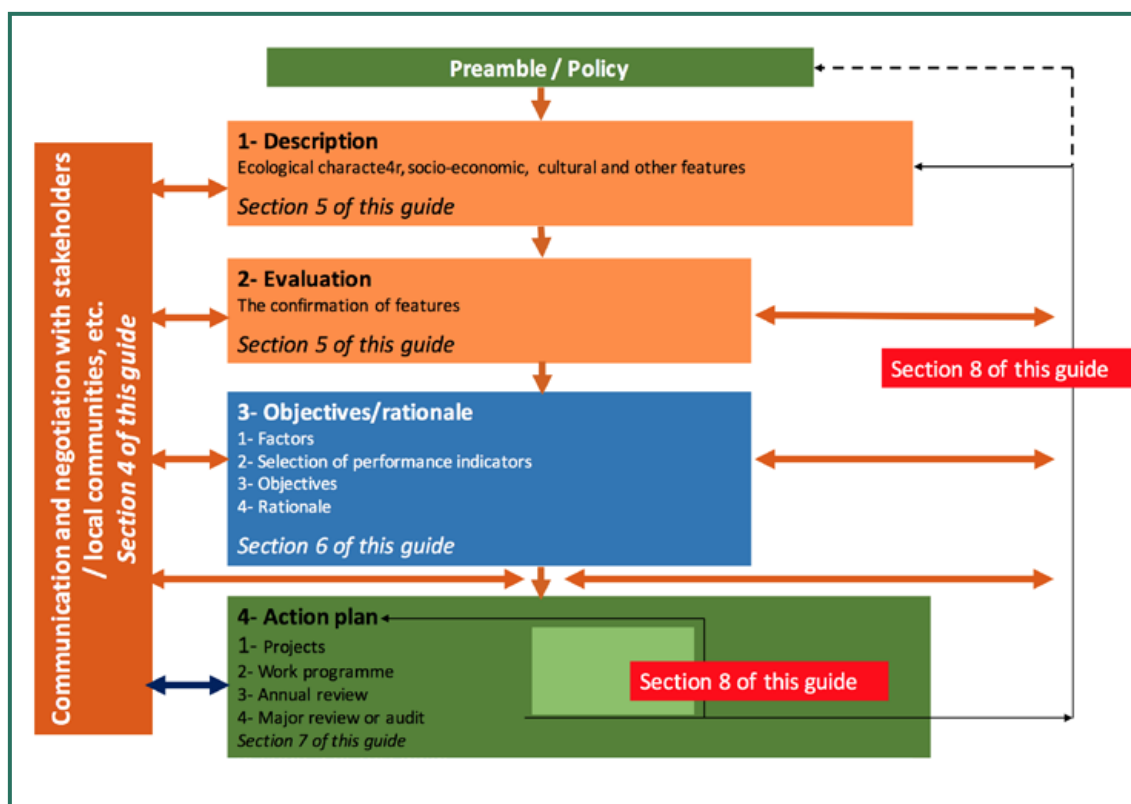 Preamble / Policy
Communication and negotiation with stakeholders
/ local communities, etc.
Section 4 of this guide
1- Description
Ecological characte4r, socio-economic, cultural and other features
Section 5 of this guide
2- Evaluation
The confirmation of features
Section 5 of this guide
Section 8 of this guide
3- Objectives/rationale
1- Factors
2- Selection of performance indicators
3- Objectives
4- Rationale
Section 6 of this guide
4- Action plan
1- Projects
2- Work programme
3- Annual review
4- Major review or audit
Section 7 of this guide
Section 8 of this guide